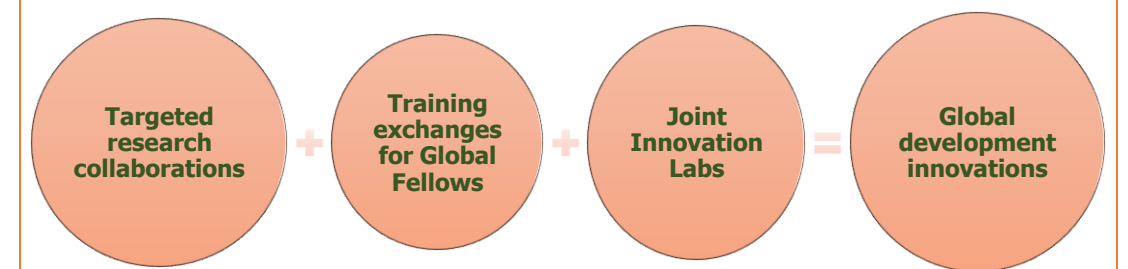 Targeted
research
collaborations
+
Training
exchanges
for Global
Fellows
+
Joint
Innovation
Labs
=
Global
development
innovations